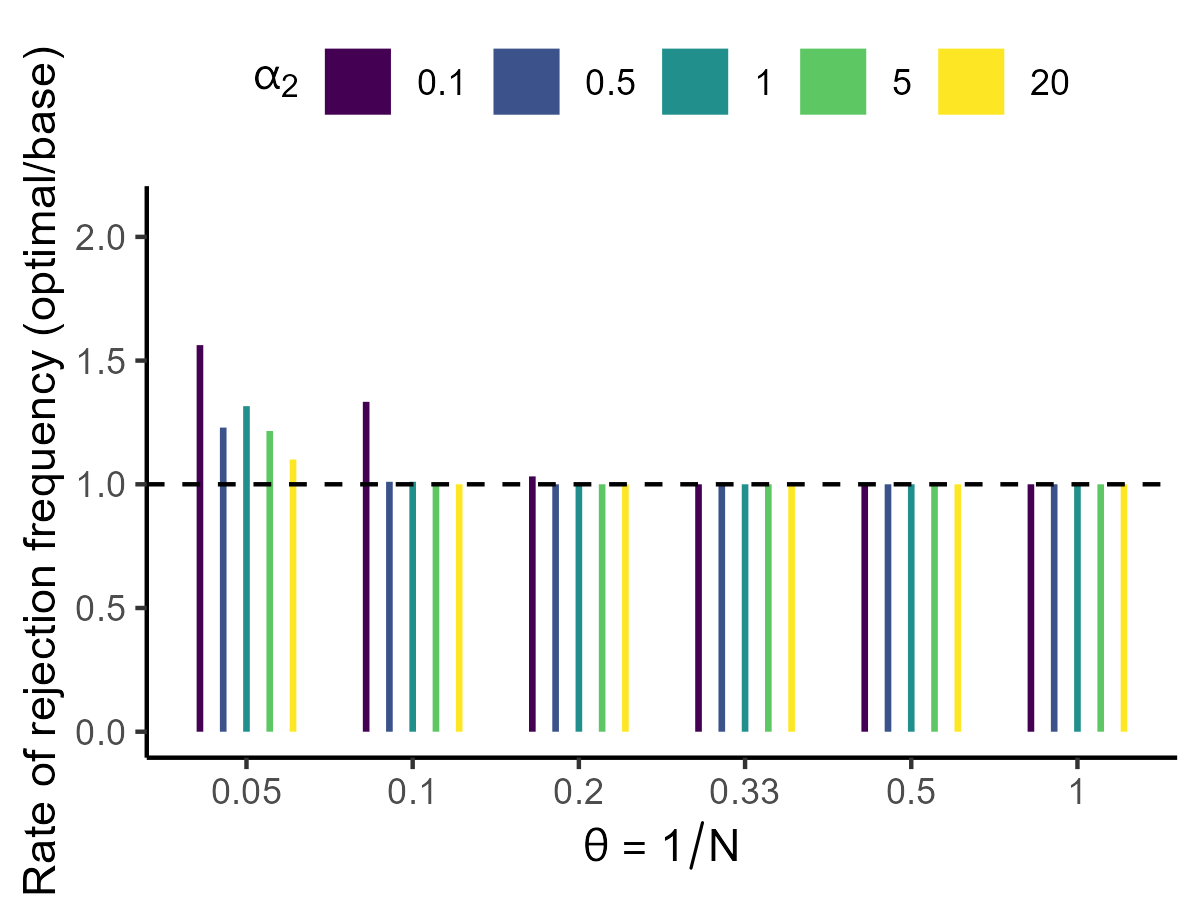 α2 0.1 0.5 1 5 20
Rate of rejection frequency (optimal/base)
2.0
1.5
1.0
0.5
0.0
0.05 0.1 0.2 0.33 0.5 1
θ = 1/N